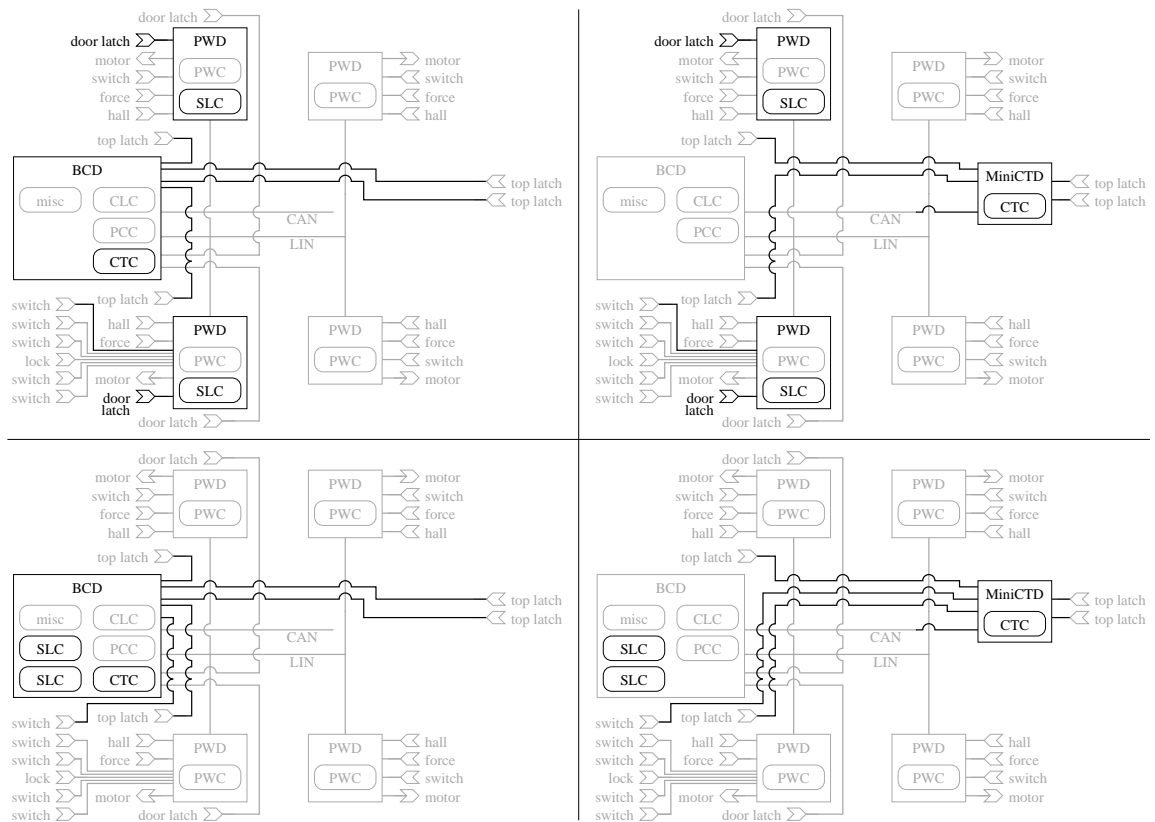 door latch
door latch PWD
motor PWD motor
switch PWC switch
force SLC PWC force
hall hall
top latch
BCD
misc CLC top latch
top latch
CAN
PCC LIN
CTC
top latch
switch
switch hall PWD PWD hall
switch force force
lock PWC PWC switch
switch motor motor
switch door SLC
latch
door latch
door latch
door latch PWD
motor PWD motor
switch PWC switch
force SLC PWC force
hall hall
top latch
BCD MiniCTD
misc CLC CTC top latch
top latch
CAN
PCC LIN
top latch
switch
switch hall PWD PWD hall
switch force force
lock PWC PWC switch
switch motor motor
switch door SLC
latch
door latch
door latch
motor PWD PWD motor
switch switch
force PWC PWC force
hall hall
top latch
BCD
misc CLC top latch
top latch
CAN
SLC PCC LIN
SLC CTC
switch top latch
switch hall PWD PWD hall
switch force force
lock PWC PWC switch
switch motor motor
switch door latch
door latch
motor PWD PWD motor
switch switch
force PWC PWC force
hall hall
top latch
BCD MiniCTD
misc CLC CTC top latch
top latch
CAN
SLC PCC LIN
SLC
switch top latch
switch hall PWD PWD hall
switch force force
lock PWC PWC switch
switch motor motor
switch door latch